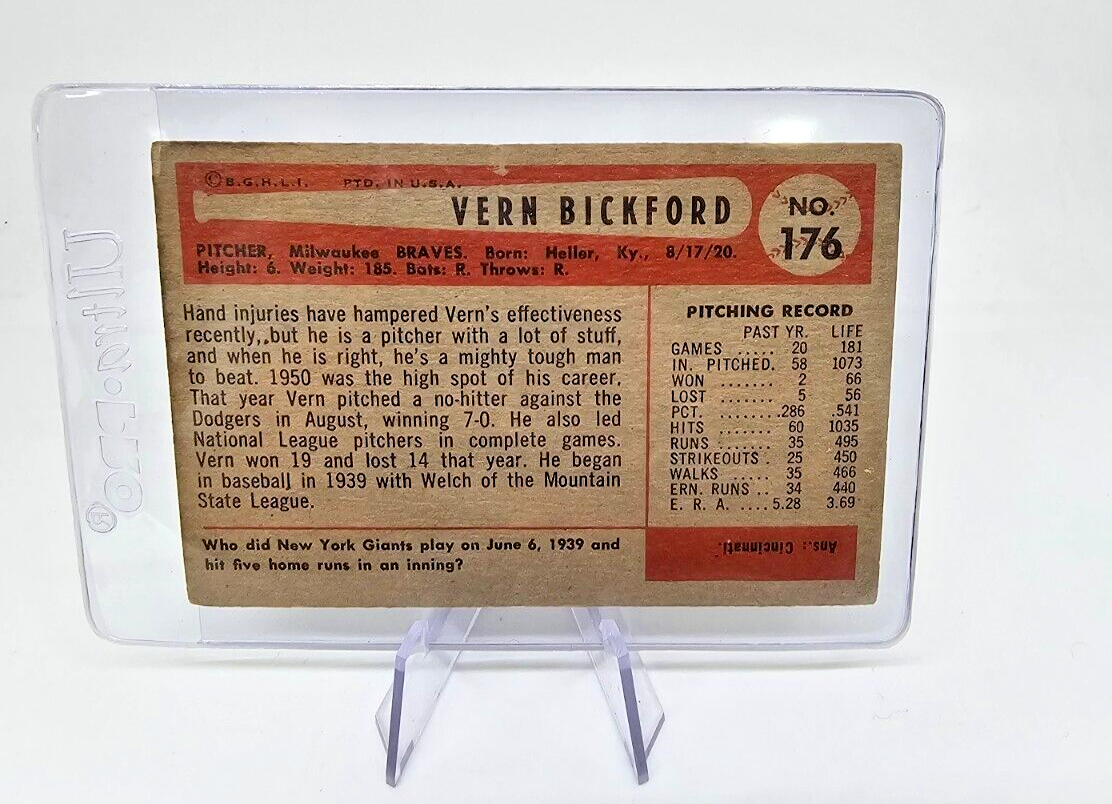 ©B.G.H.L.I. PTD. IN U.S.A.
VERN BICKFORD
NO.
176
PITCHER, Milwaukee BRAVES. Born: Heller, Ky., 8/17/20.
Height: 6. Weight: 185. Bats: R. Throws: R.
Hand injuries have hampered Vern's effectiveness
recently, but he is a pitcher with a lot of stuff,
and when he is right, he's a mighty tough man
to beat. 1950 was the high spot of his career.
That year Vern pitched a no-hitter against the
Dodgers in August, winning 7-0. He also led
National League pitchers in complete games.
Vern won 19 and lost 14 that year. He began
in baseball in 1939 with Welch of the Mountain
State League.
PITCHING RECORD
PAST YR. LIFE
GAMES ..... 20 181
IN. PITCHED. 58 1073
WON ....... 2 66
LOST ....... 5 56
PCT. .......286 .541
HITS ....... 60 1035
RUNS ....... 35 495
STRIKEOUTS . 25 450
WALKS ..... 35 466
ERN. RUNS .. 34 440
E. R. A. ....5.28 3.69
Who did New York Giants play on June 6, 1939 and
hit five home runs in an inning?
Ans.: Cincinnati.
Ultra·PRO®